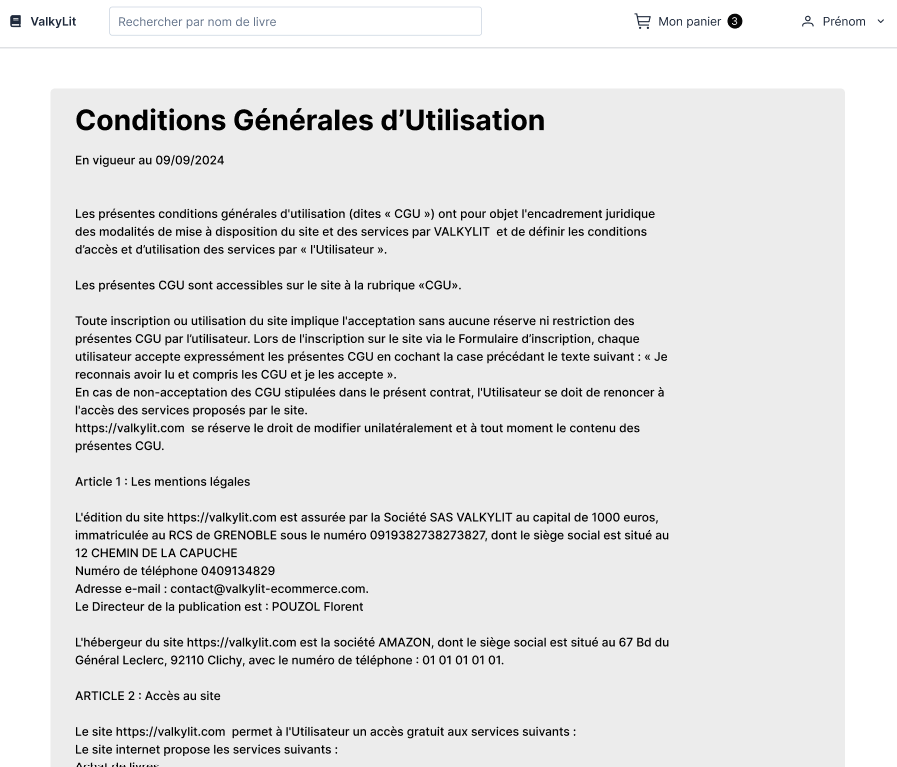 ValkyLit
Rechercher par nom de livre
Mon panier 3
Prénom
Conditions Générales d’Utilisation
En vigueur au 09/09/2024
Les présentes conditions générales d'utilisation (dites « CGU ») ont pour objet l'encadrement juridique
des modalités de mise à disposition du site et des services par VALKYLIT  et de définir les conditions
d’accès et d’utilisation des services par « l'Utilisateur ».
Les présentes CGU sont accessibles sur le site à la rubrique «CGU».
Toute inscription ou utilisation du site implique l'acceptation sans aucune réserve ni restriction des
présentes CGU par l’utilisateur. Lors de l'inscription sur le site via le Formulaire d’inscription, chaque
utilisateur accepte expressément les présentes CGU en cochant la case précédant le texte suivant : « Je
reconnais avoir lu et compris les CGU et je les accepte ».
En cas de non-acceptation des CGU stipulées dans le présent contrat, l'Utilisateur se doit de renoncer à
l'accès des services proposés par le site.
https://valkylit.com  se réserve le droit de modifier unilatéralement et à tout moment le contenu des
présentes CGU.
Article 1 : Les mentions légales
L'édition du site https://valkylit.com est assurée par la Société SAS VALKYLIT au capital de 1000 euros,
immatriculée au RCS de GRENOBLE sous le numéro 0919382738273827, dont le siège social est situé au
12 CHEMIN DE LA CAPUCHE
Numéro de téléphone 0409134829
Adresse e-mail : contact@valkylit-ecommerce.com.
Le Directeur de la publication est : POUZOL Florent
L'hébergeur du site https://valkylit.com est la société AMAZON, dont le siège social est situé au 67 Bd du
Général Leclerc, 92110 Clichy, avec le numéro de téléphone : 01 01 01 01 01.
ARTICLE 2 : Accès au site
Le site https://valkylit.com  permet à l'Utilisateur un accès gratuit aux services suivants :
Le site internet propose les services suivants :
Achat de livres